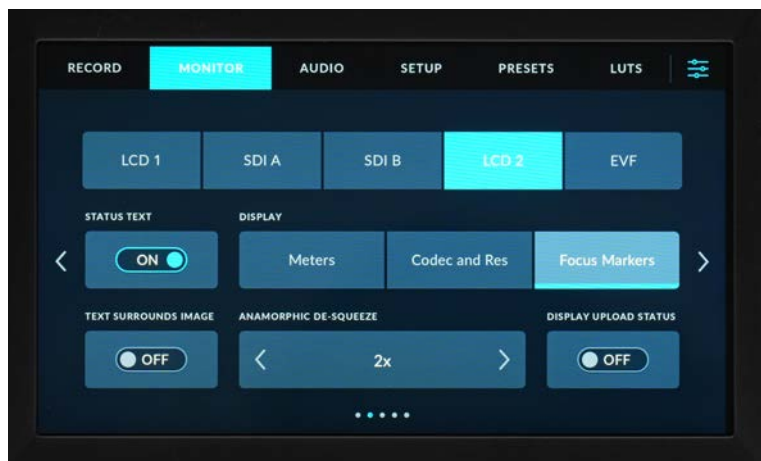 RECORD MONITOR AUDIO SETUP PRESETS LUTS
LCD 1 SDI A SDI B LCD 2 EVF
STATUS TEXT DISPLAY
ON Meters Codec and Res Focus Markers
TEXT SURROUNDS IMAGE ANAMORPHIC DE-SQUEEZE DISPLAY UPLOAD STATUS
OFF 2x OFF